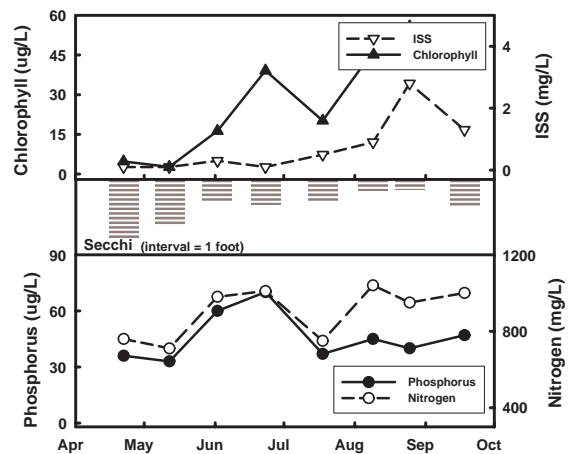 60
45
30
15
0
Chlorophyll (ug/L)
ISS
Chlorophyll
4
2
0
ISS (mg/L)
Secchi (interval = 1 foot)
90
60
30
0
Phosphorus (ug/L)
1200
800
400
Nitrogen (mg/L)
Phosphorus
Nitrogen
Apr May Jun Jul Aug Sep Oct